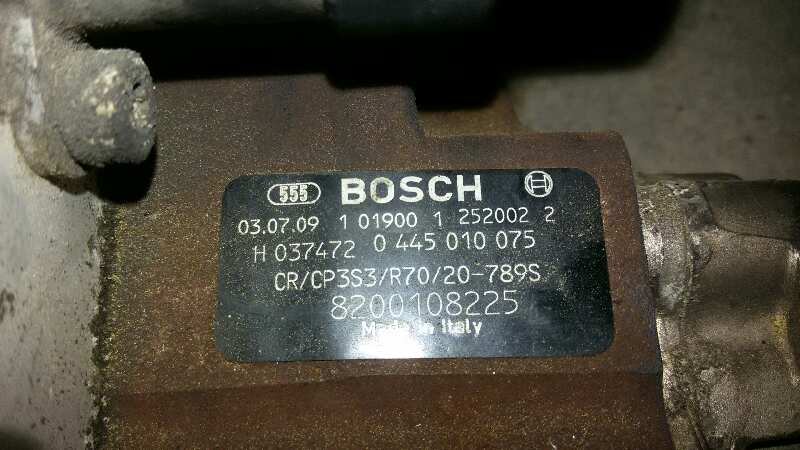 555 BOSCH
03.07.09 1 01900 1 252002 2
H 037472 0 445 010 075
CR/CP3S3/R70/20-789S
8200108225
Made in Italy